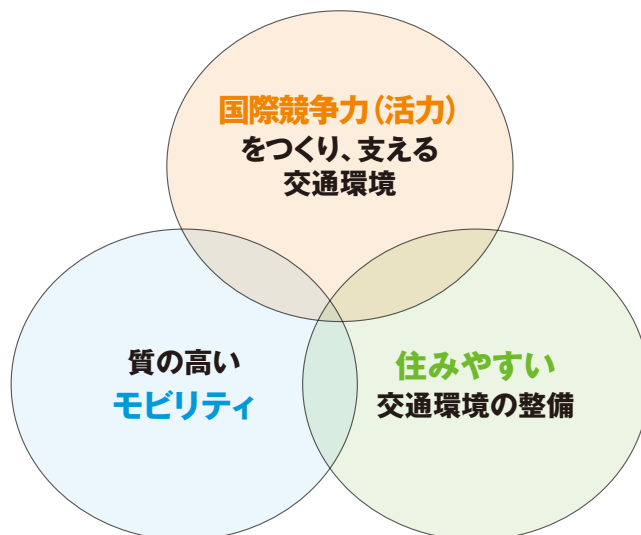 国際競争力（活力）
をつくり、支える
交通環境
質の高い
モビリティ
住みやすい
交通環境の整備